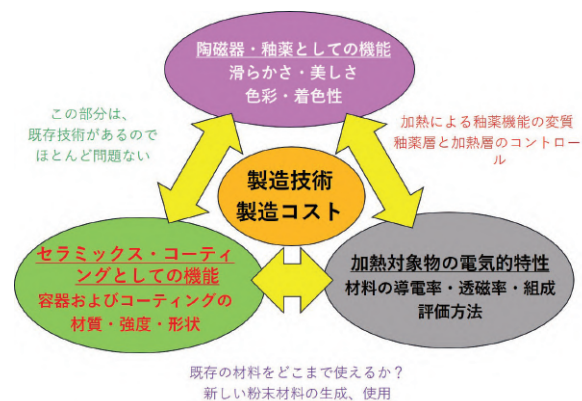 陶磁器・釉薬としての機能
滑らかさ・美しさ
色彩・着色性
この部分は、
既存技術があるので
ほとんど問題ない
加熱による釉薬機能の変質
釉薬層と加熱層のコントロー
ル
製造技術
製造コスト
セラミックス・コーティ
ングとしての機能
容器およびコーティングの
材質・強度・形状
加熱対象物の電気的特性
材料の導電率・透磁率・組成
評価方法
既存の材料をどこまで使えるか？
新しい粉末材料の生成、使用